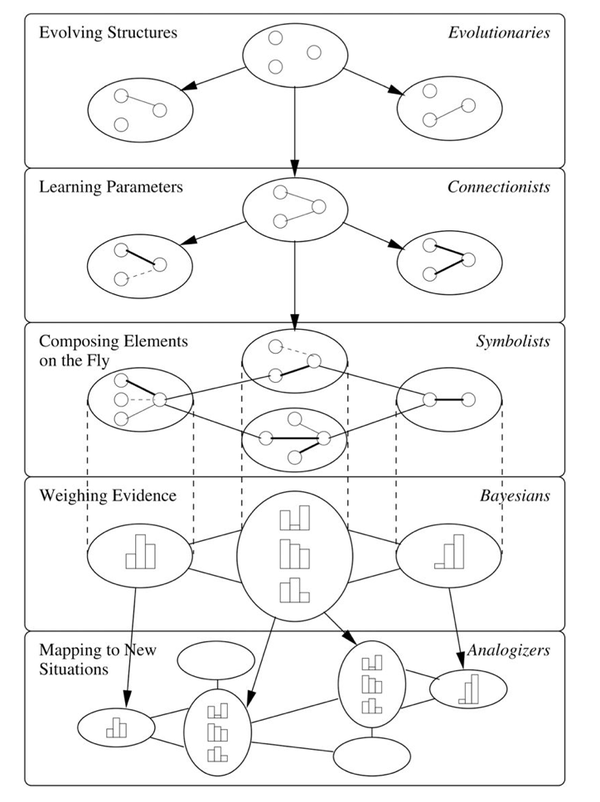 Evolving Structures
Evolutionaries
Learning Parameters
Connectionists
Composing Elements
on the Fly
Symbolists
Weighing Evidence
Bayesians
Mapping to New
Situations
Analogizers